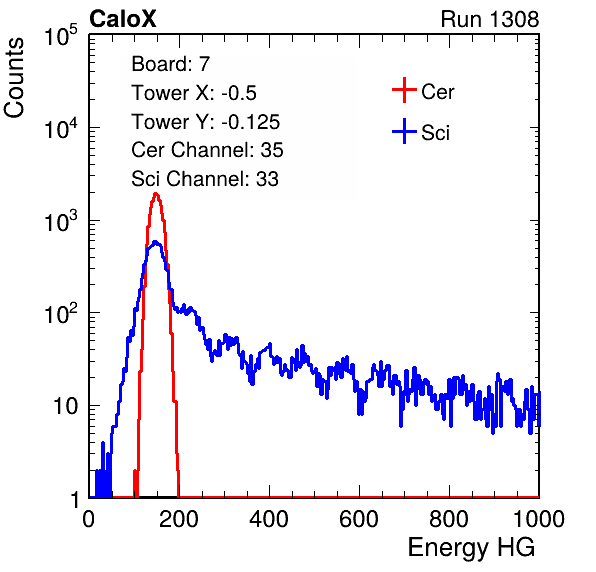 CaloX Run 1308
Counts
10^5
10^4
10^3
10^2
10
1
Board: 7
Tower X: -0.5
Tower Y: -0.125
Cer Channel: 35
Sci Channel: 33
Cer
Sci
0 200 400 600 800 1000
Energy HG